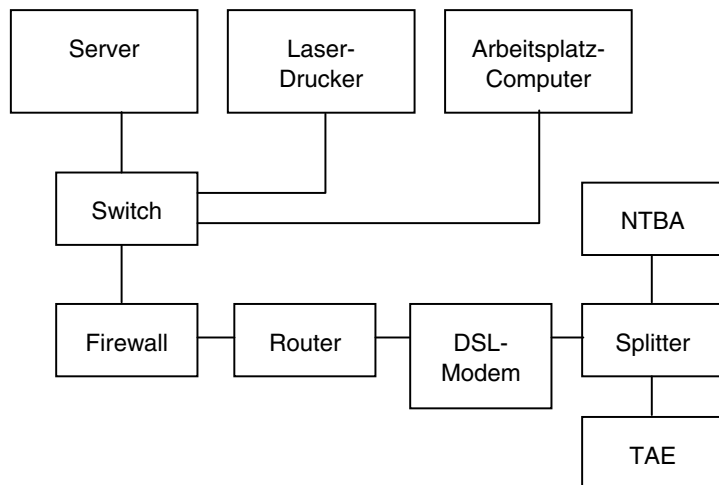 Server
Laser-
Drucker
Arbeitsplatz-
Computer
Switch
NTBA
Firewall
Router
DSL-
Modem
Splitter
TAE